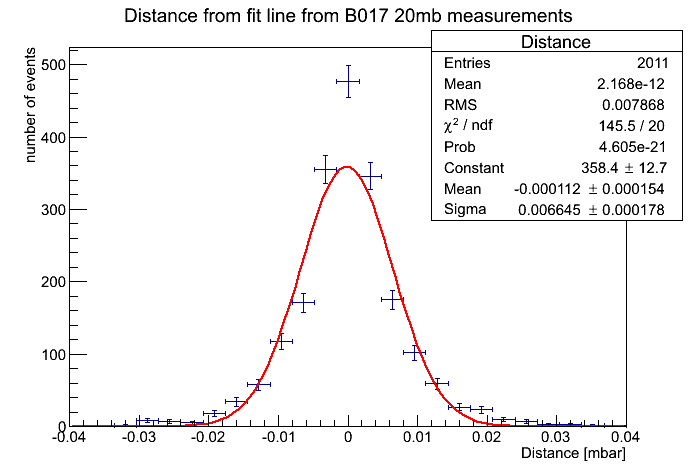 Distance from fit line from B017 20mb measurements
Distance
Entries 2011
Mean 2.168e-12
RMS 0.007868
χ² / ndf 145.5 / 20
Prob 4.605e-21
Constant 358.4 ± 12.7
Mean -0.000112 ± 0.000154
Sigma 0.006645 ± 0.000178
number of events
500
400
300
200
100
0
-0.04 -0.03 -0.02 -0.01 0 0.01 0.02 0.03 0.04
Distance [mbar]